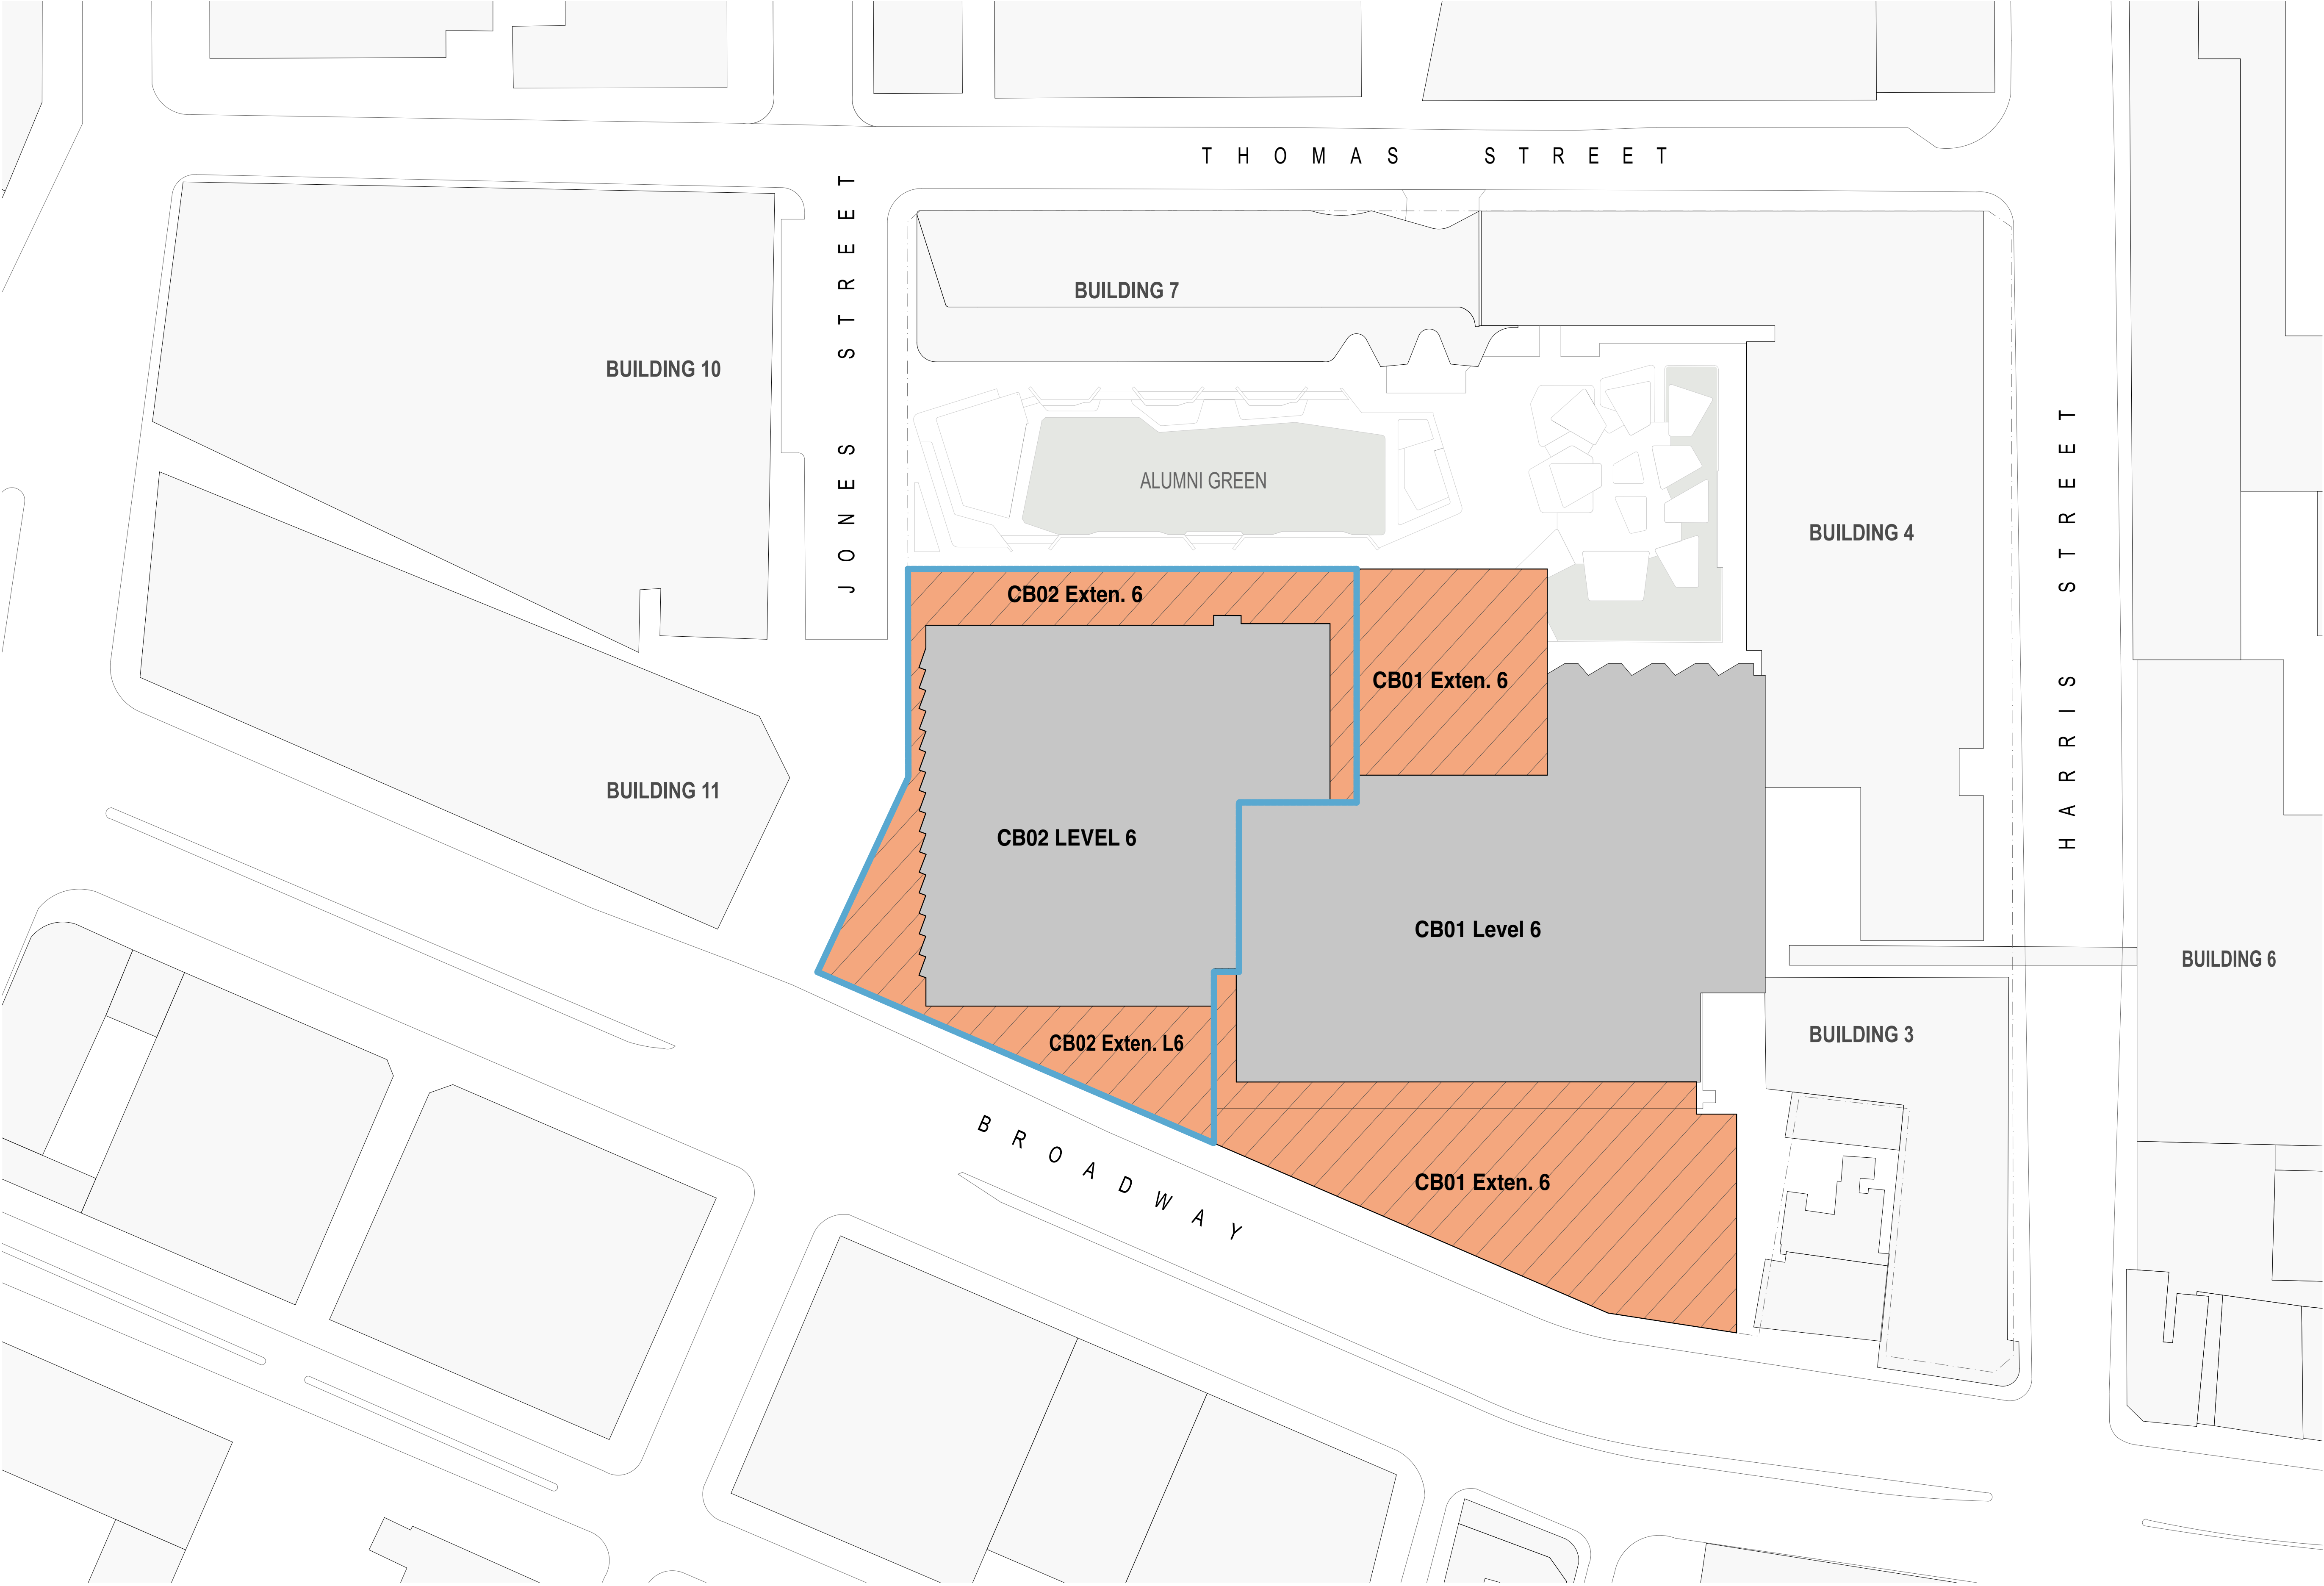 THOMAS STREET
JONES STREET
BUILDING 7
BUILDING 10
ALUMNI GREEN
BUILDING 4
HARRIS STREET
CB02 Exten. 6
CB01 Exten. 6
BUILDING 11
CB02 LEVEL 6
CB01 Level 6
BUILDING 6
BUILDING 3
CB02 Exten. L6
BROADWAY
CB01 Exten. 6